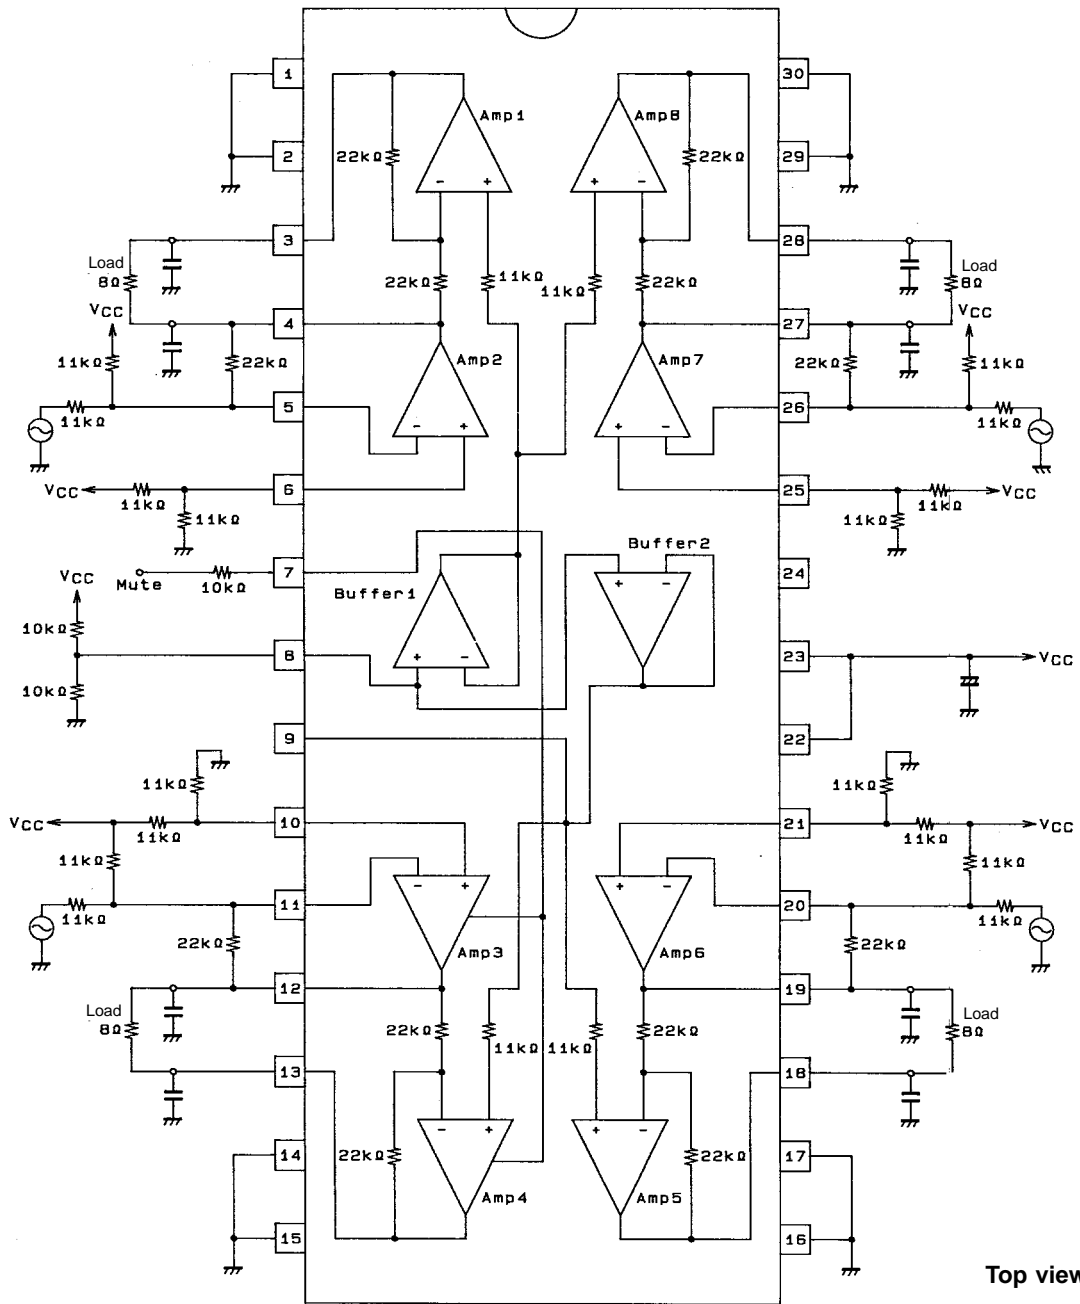 1
30
Amp1
Amp8
22kΩ
22kΩ
2
29
- +
+ -
3
28
Load
8Ω
22kΩ
11kΩ
11kΩ
22kΩ
Load
8Ω
VCC
4
27
VCC
11kΩ
22kΩ
Amp2
Amp7
22kΩ
11kΩ
5
26
11kΩ
- +
+ -
11kΩ
VCC
11kΩ
6
25
11kΩ
VCC
11kΩ
11kΩ
Buffer2
Mute
10kΩ
7
+ -
24
VCC
Buffer1
10kΩ
8
+ -
23
VCC
10kΩ
9
22
11kΩ
11kΩ
VCC
11kΩ
10
21
11kΩ
VCC
11kΩ
11kΩ
11kΩ
11
- +
+ -
20
11kΩ
22kΩ
Amp3
Amp6
22kΩ
12
19
Load
8Ω
22kΩ
11kΩ
11kΩ
22kΩ
Load
8Ω
13
18
- +
+ -
14
22kΩ
22kΩ
17
Amp4
Amp5
15
16
Top view